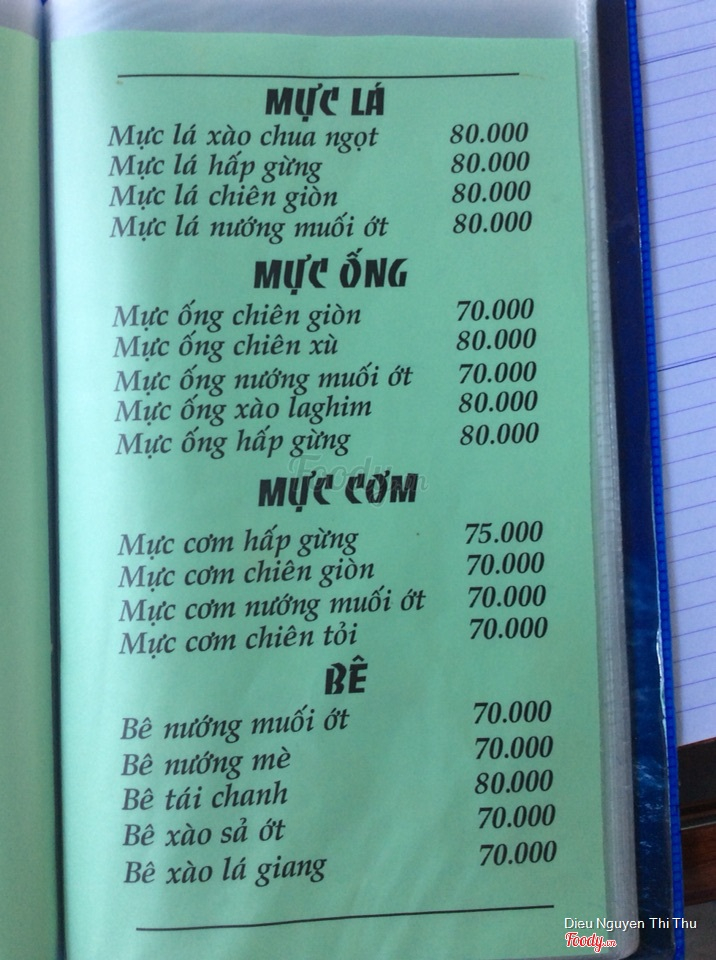 MỰC LÁ
Mực lá xào chua ngọt 80.000
Mực lá hấp gừng 80.000
Mực lá chiên giòn 80.000
Mực lá nướng muối ớt 80.000
MỰC ỐNG
Mực ống chiên giòn 70.000
Mực ống chiên xù 80.000
Mực ống nướng muối ớt 70.000
Mực ống xào laghim 80.000
Mực ống hấp gừng 80.000
Foody.vn
MỰC CƠM
Mực cơm hấp gừng 75.000
Mực cơm chiên giòn 70.000
Mực cơm nướng muối ớt 70.000
Mực cơm chiên tỏi 70.000
BÊ
Bê nướng muối ớt 70.000
Bê nướng mè 70.000
Bê tái chanh 80.000
Bê xào sả ớt 70.000
Bê xào lá giang 70.000
Dieu Nguyen Thi Thu
Foody.vn